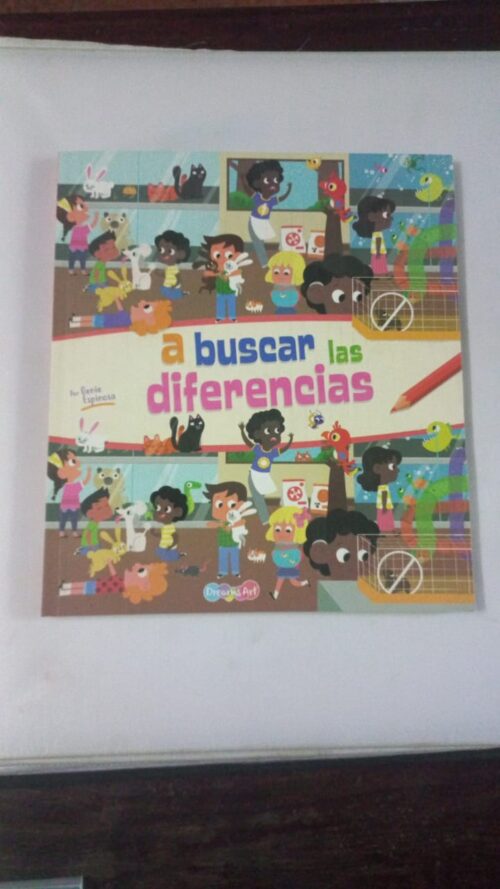 a buscar las
diferencias
Por Genie
Espinosa
Dreams Art